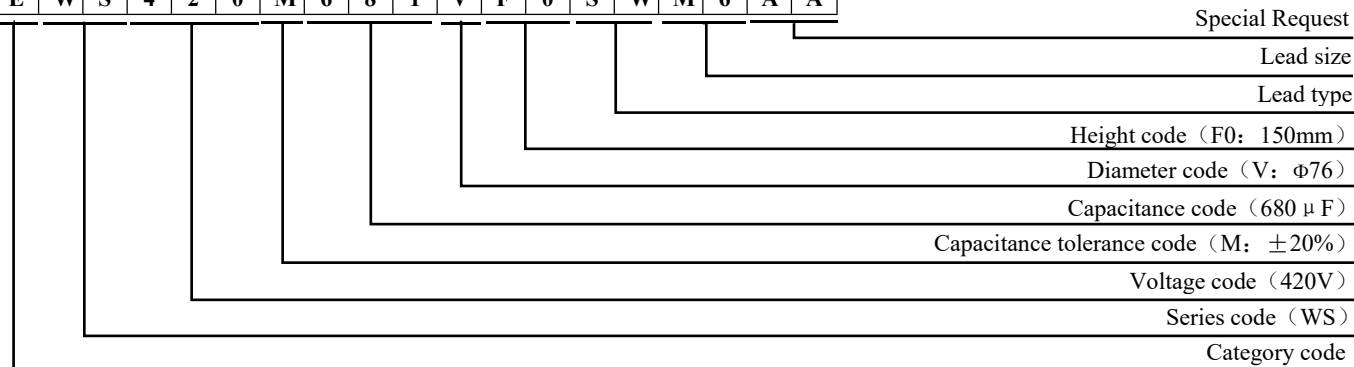 E W S 4 2 0 M 6 8 1 V F 0 S W M 6 A A
Special Request
Lead size
Lead type
Height code（F0：150mm）
Diameter code（V：Φ76）
Capacitance code（680μF）
Capacitance tolerance code（M：±20%）
Voltage code（420V）
Series code（WS）
Category code